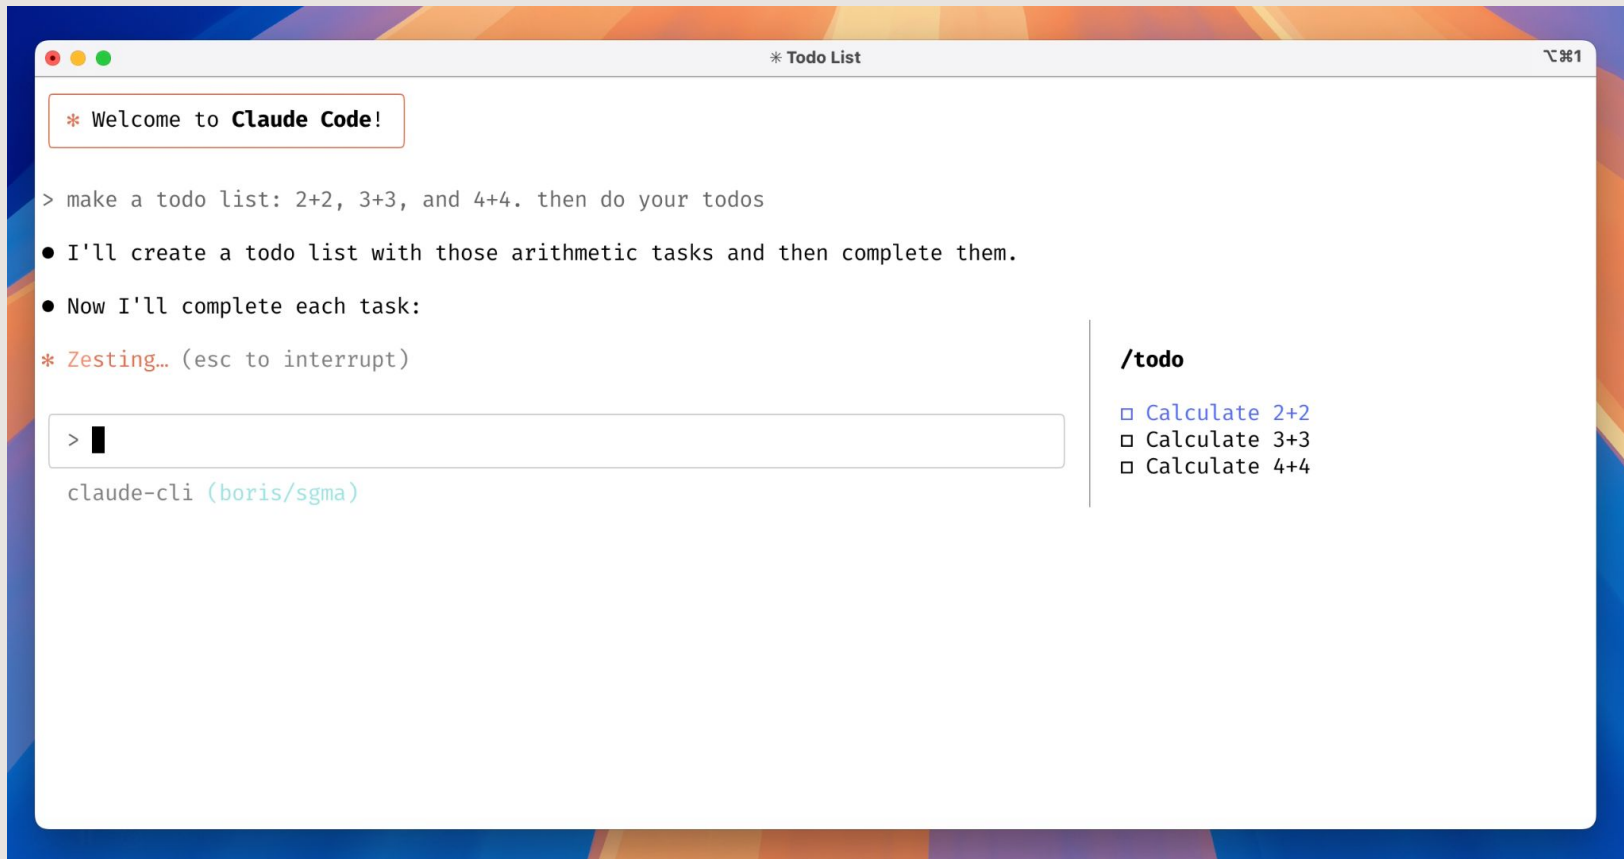 ✳ Todo List
⌥⌘1
✻ Welcome to Claude Code!
> make a todo list: 2+2, 3+3, and 4+4. then do your todos
● I'll create a todo list with those arithmetic tasks and then complete them.
● Now I'll complete each task:
✻ Zesting… (esc to interrupt)
>
claude-cli (boris/sgma)
/todo
□ Calculate 2+2
□ Calculate 3+3
□ Calculate 4+4